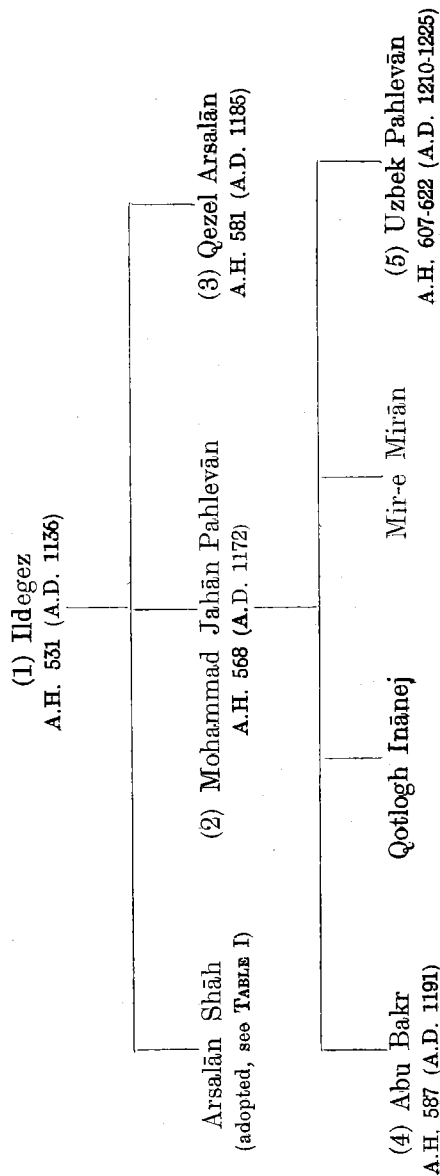 (1) Ildegez
A.H. 531 (A.D. 1136)
Arsalān Shāh
(adopted, see TABLE I)
(2) Mohammad Jahān Pahlevān
A.H. 568 (A.D. 1172)
(3) Qezel Arsalān
A.H. 581 (A.D. 1185)
(4) Abu Bakr
A.H. 587 (A.D. 1191)
Qotlogh Inānej
Mir-e Mirān
(5) Uzbek Pahlevān
A.H. 607-622 (A.D. 1210-1225)